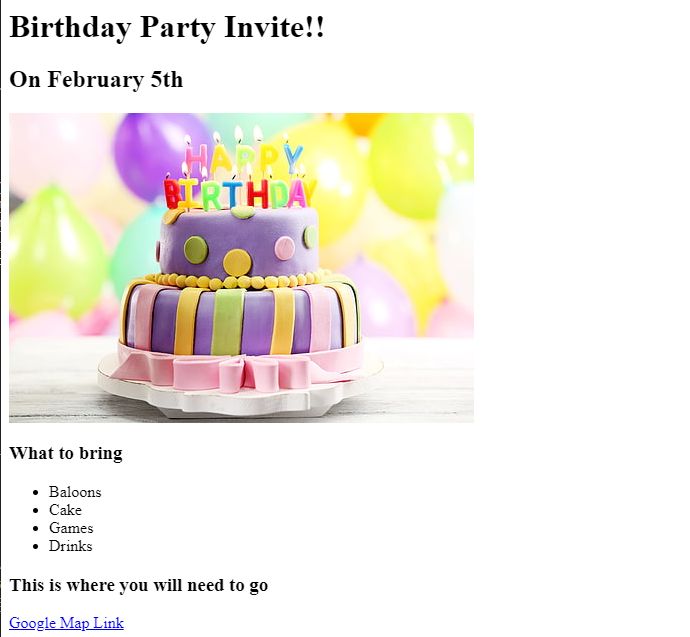 Birthday Party Invite!!
On February 5th
HAPPY
BIRTHDAY
What to bring
Baloons
Cake
Games
Drinks
This is where you will need to go
Google Map Link